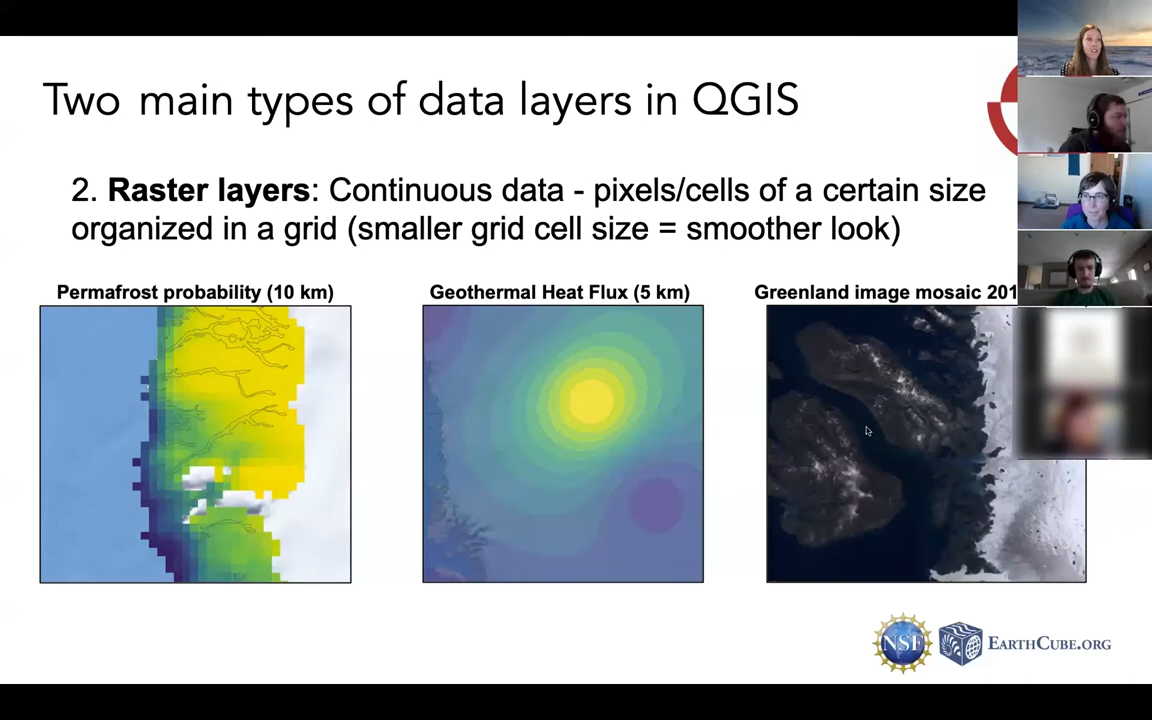 Two main types of data layers in QGIS
2. Raster layers: Continuous data - pixels/cells of a certain size
organized in a grid (smaller grid cell size = smoother look)
Permafrost probability (10 km)
Geothermal Heat Flux (5 km)
Greenland image mosaic 201
NSF
EARTHCUBE.ORG